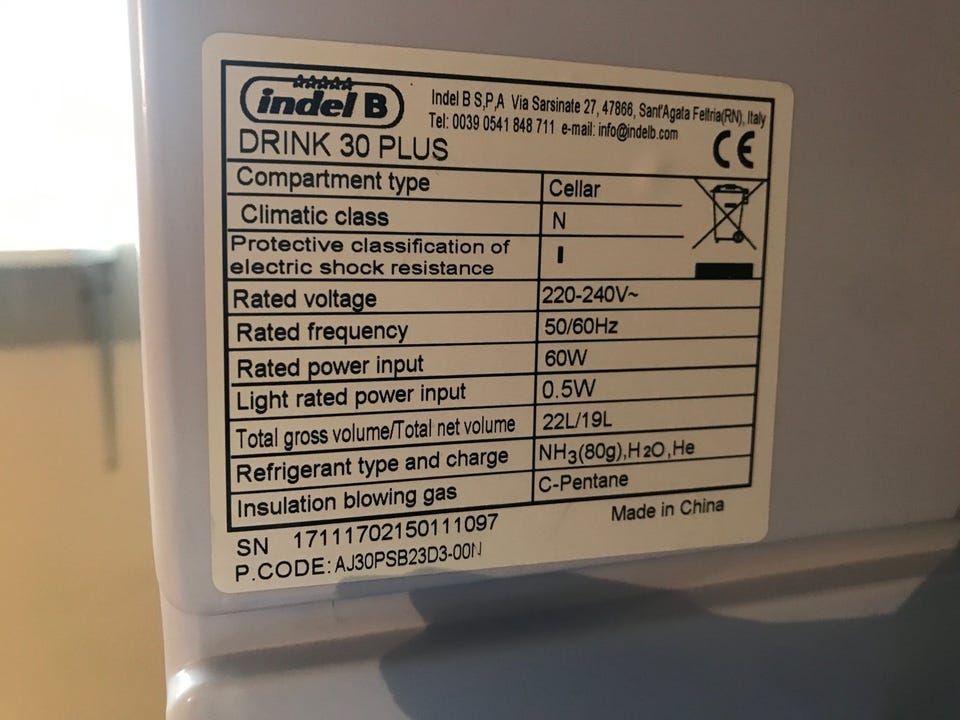 indel B
Indel B S,P,A Via Sarsinate 27, 47866, Sant'Agata Feltria(RN), Italy
Tel: 0039 0541 848 711 e-mail: info@indelb.com
DRINK 30 PLUS
CE
Compartment type Cellar
Climatic class N
Protective classification of
electric shock resistance I
Rated voltage 220-240V~
Rated frequency 50/60Hz
Rated power input 60W
Light rated power input 0.5W
Total gross volume/Total net volume 22L/19L
Refrigerant type and charge NH₃(80g),H₂O,He
Insulation blowing gas C-Pentane
SN 17111702150111097
Made in China
P.CODE: AJ30PSB23D3-00N